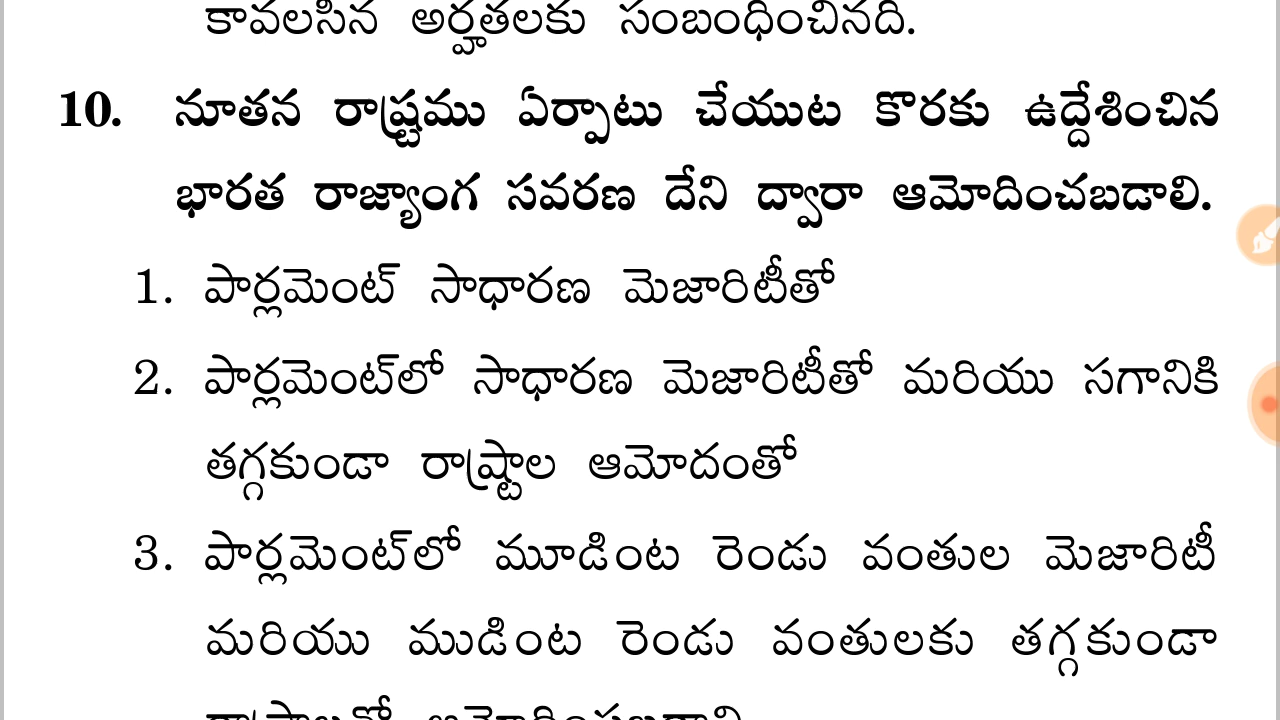 కావలసిన అర్హతలకు సంబంధించినది.
10. నూతన రాష్ట్రము ఏర్పాటు చేయుట కొరకు ఉద్దేశించిన
భారత రాజ్యాంగ సవరణ దేని ద్వారా ఆమోదించబడాలి.
1. పార్లమెంట్ సాధారణ మెజారిటీతో
2. పార్లమెంట్‌లో సాధారణ మెజారిటీతో మరియు సగానికి
తగ్గకుండా రాష్ట్రాల ఆమోదంతో
3. పార్లమెంట్‌లో మూడింట రెండు వంతుల మెజారిటీ
మరియు ముడింట రెండు వంతులకు తగ్గకుండా